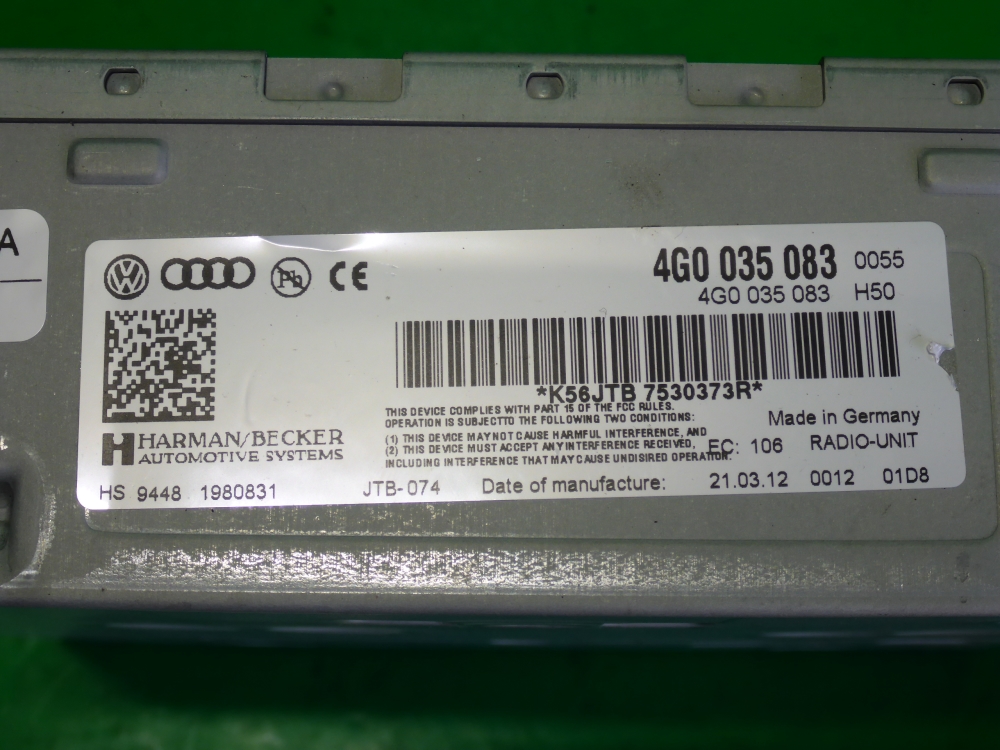 A
VW
Pb
CE
4G0 035 083 0055
4G0 035 083 H50
*K56JTB 7530373R*
THIS DEVICE COMPLIES WITH PART 15 OF THE FCC RULES.
OPERATION IS SUBJECTTO THE FOLLOWING TWO CONDITIONS:
(1) THIS DEVICE MAY NOT CAUSE HARMFUL INTERFERENCE, AND
(2) THIS DEVICE MUST ACCEPT ANY INTERFERENCE RECEIVED,
INCLUDING INTERFERENCE THAT MAY CAUSE UNDISIRED OPERATION.
Made in Germany
FC: 106 RADIO-UNIT
HARMAN/BECKER
AUTOMOTIVE SYSTEMS
HS 9448 1980831 JTB-074 Date of manufacture: 21.03.12 0012 01D8